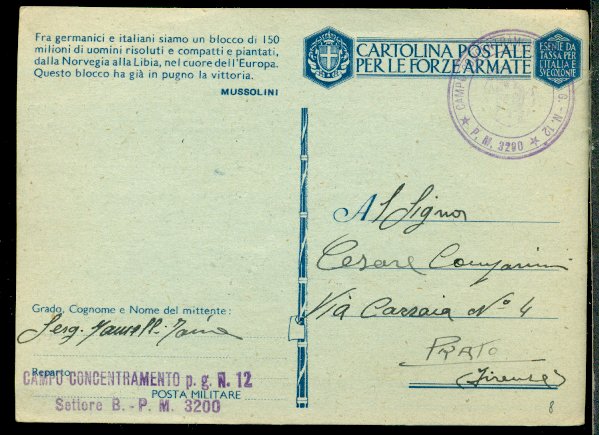 Fra germanici e italiani siamo un blocco di 150
milioni di uomini risoluti e compatti e piantati,
dalla Norvegia alla Libia, nel cuore dell'Europa.
Questo blocco ha già in pugno la vittoria.
MUSSOLINI
CARTOLINA POSTALE
PER LE FORZE ARMATE
ESENTE DA
TASSA PER
L'ITALIA E
SUE COLONIE
N. 12
P. M. 3200
Al Signor
Cesare
Via Carraia N° 4
PRATO
(Firenze)
Grado, Cognome e Nome del mittente:
Serg.
Reparto
CAMPO CONCENTRAMENTO p. g. N. 12
POSTA MILITARE
Settore B. - P. M. 3200
8